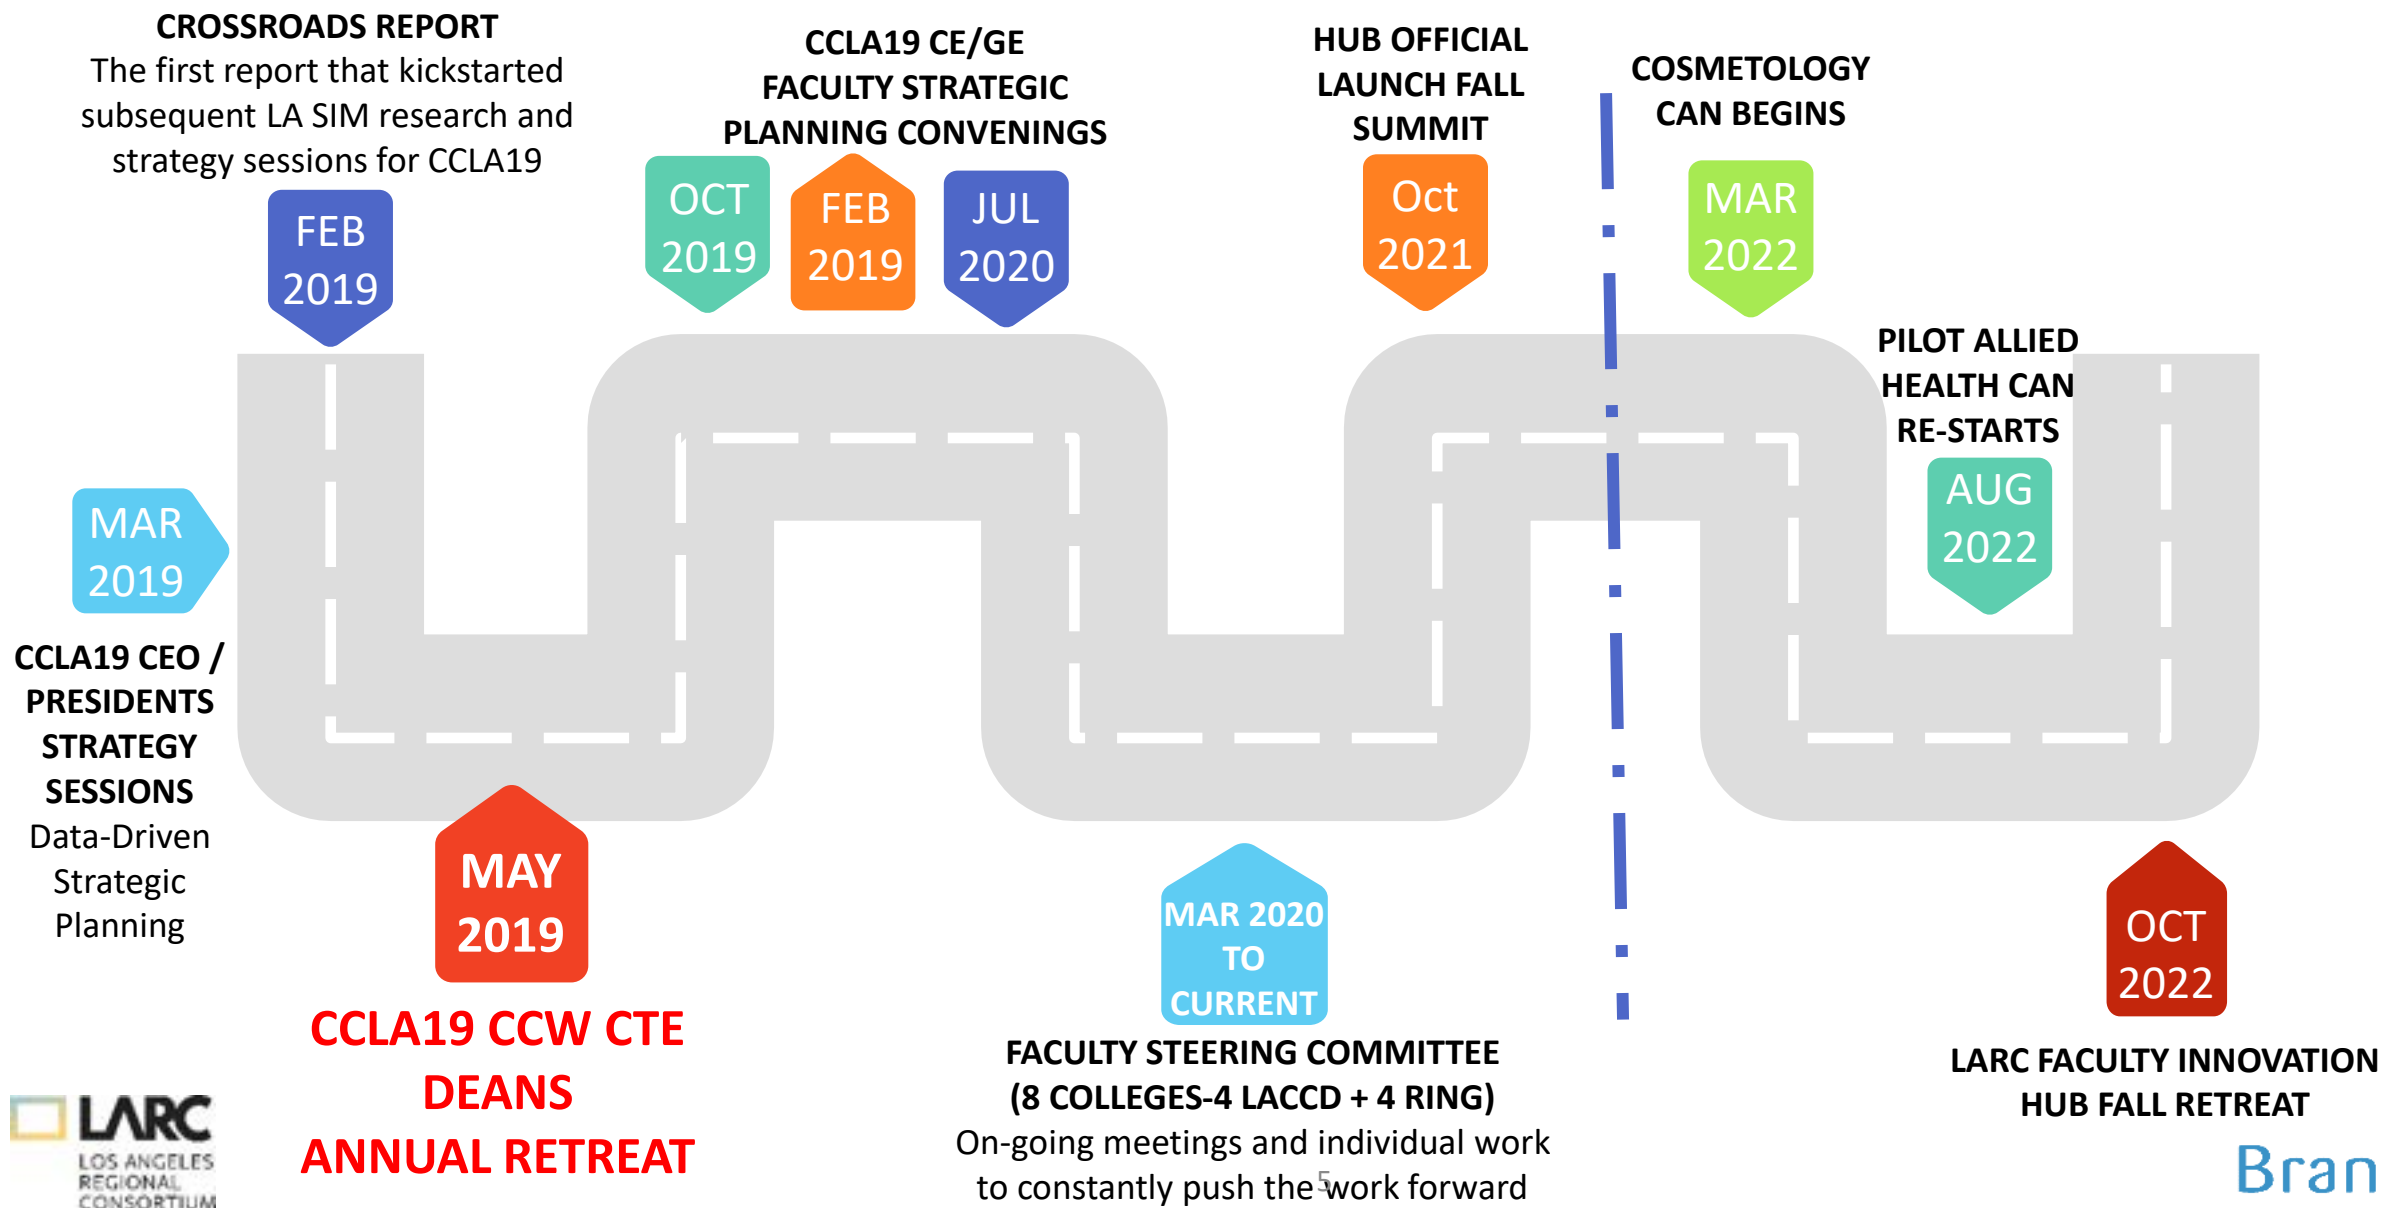 CROSSROADS REPORT
The first report that kickstarted
subsequent LA SIM research and
strategy sessions for CCLA19
FEB
2019
MAR
2019
CCLA19 CEO /
PRESIDENTS
STRATEGY
SESSIONS
Data-Driven
Strategic
Planning
MAY
2019
CCLA19 CCW CTE
DEANS
ANNUAL RETREAT
CCLA19 CE/GE
FACULTY STRATEGIC
PLANNING CONVENINGS
OCT
2019
FEB
2019
JUL
2020
MAR 2020
TO
CURRENT
FACULTY STEERING COMMITTEE
(8 COLLEGES-4 LACCD + 4 RING)
On-going meetings and individual work
to constantly push the work forward
5
HUB OFFICIAL
LAUNCH FALL
SUMMIT
Oct
2021
COSMETOLOGY
CAN BEGINS
MAR
2022
PILOT ALLIED
HEALTH CAN
RE-STARTS
AUG
2022
OCT
2022
LARC FACULTY INNOVATION
HUB FALL RETREAT
LARC
LOS ANGELES
REGIONAL
CONSORTIUM
Bran